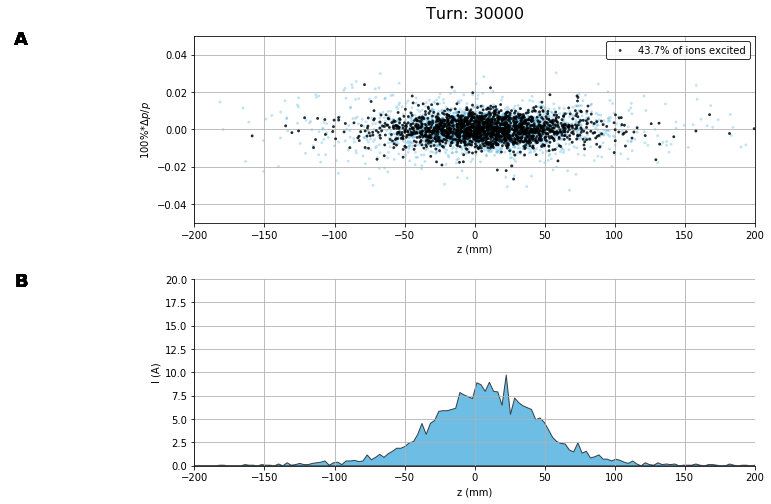 Turn: 30000
A
0.04
0.02
0.00
−0.02
−0.04
100%*Δp/p
43.7% of ions excited
−200 −150 −100 −50 0 50 100 150 200
z (mm)
B
20.0
17.5
15.0
12.5
10.0
7.5
5.0
2.5
0.0
I (A)
−200 −150 −100 −50 0 50 100 150 200
z (mm)